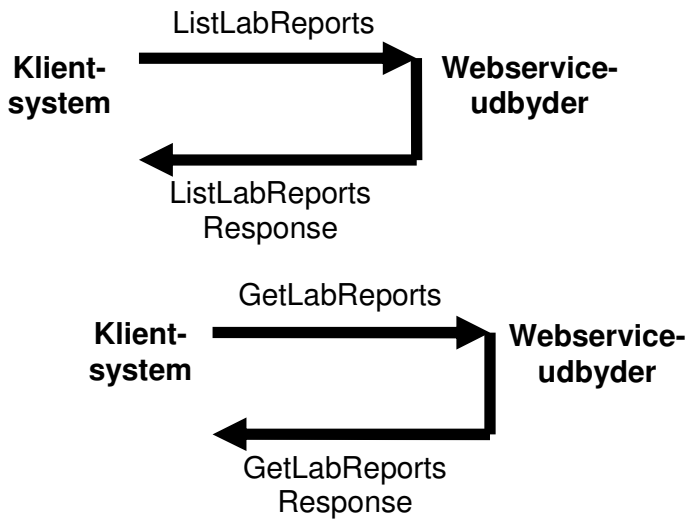 ListLabReports
Klient-
system
Webservice-
udbyder
ListLabReports
Response
GetLabReports
Klient-
system
Webservice-
udbyder
GetLabReports
Response